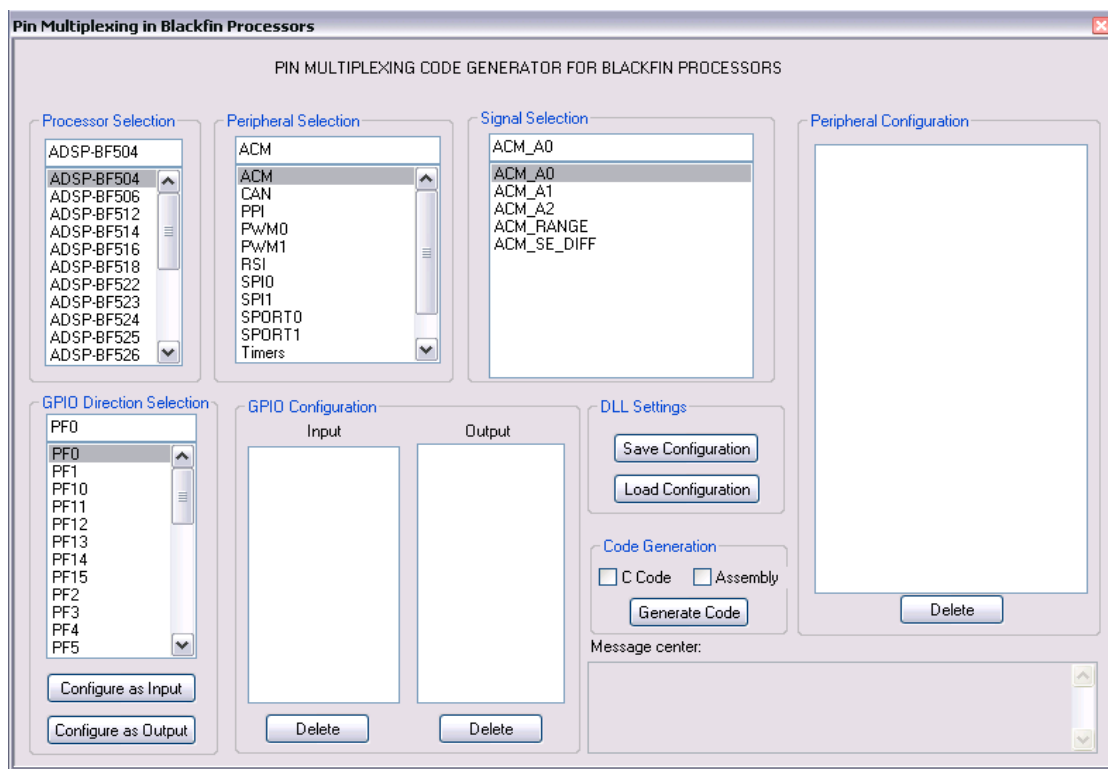 Pin Multiplexing in Blackfin Processors
PIN MULTIPLEXING CODE GENERATOR FOR BLACKFIN PROCESSORS
Processor Selection
ADSP-BF504
ADSP-BF504
ADSP-BF506
ADSP-BF512
ADSP-BF514
ADSP-BF516
ADSP-BF518
ADSP-BF522
ADSP-BF523
ADSP-BF524
ADSP-BF525
ADSP-BF526
Peripheral Selection
ACM
ACM
CAN
PPI
PWM0
PWM1
RSI
SPI0
SPI1
SPORT0
SPORT1
Timers
Signal Selection
ACM_A0
ACM_A0
ACM_A1
ACM_A2
ACM_RANGE
ACM_SE_DIFF
Peripheral Configuration
Delete
GPIO Direction Selection
PF0
PF0
PF1
PF10
PF11
PF12
PF13
PF14
PF15
PF2
PF3
PF4
PF5
Configure as Input
Configure as Output
GPIO Configuration
Input
Output
Delete
Delete
DLL Settings
Save Configuration
Load Configuration
Code Generation
C Code
Assembly
Generate Code
Message center: